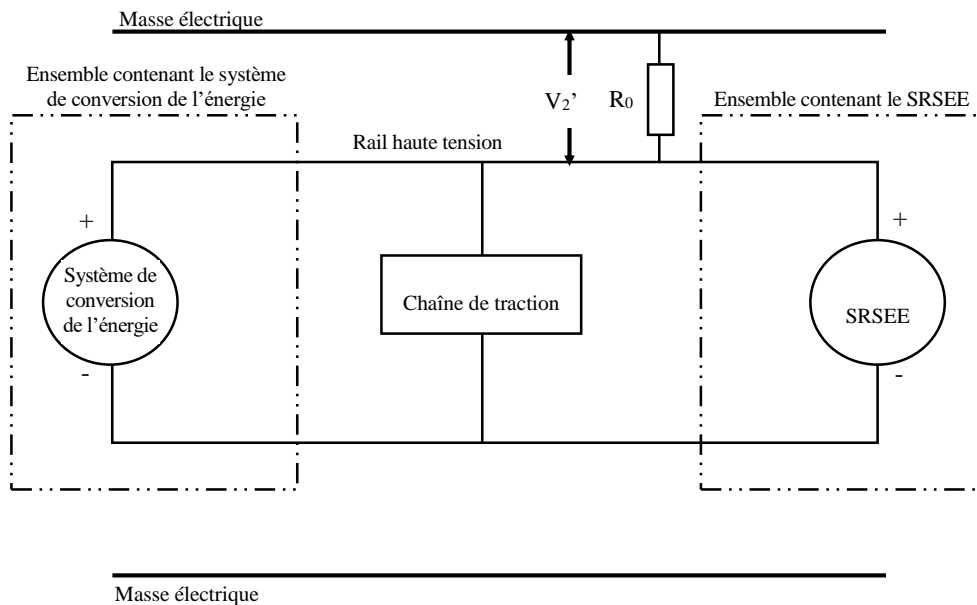 Masse électrique
Ensemble contenant le système
de conversion de l’énergie
V2’
R0
Ensemble contenant le SRSEE
Rail haute tension
+
+
Système de
conversion
de l’énergie
Chaîne de traction
SRSEE
-
-
Masse électrique